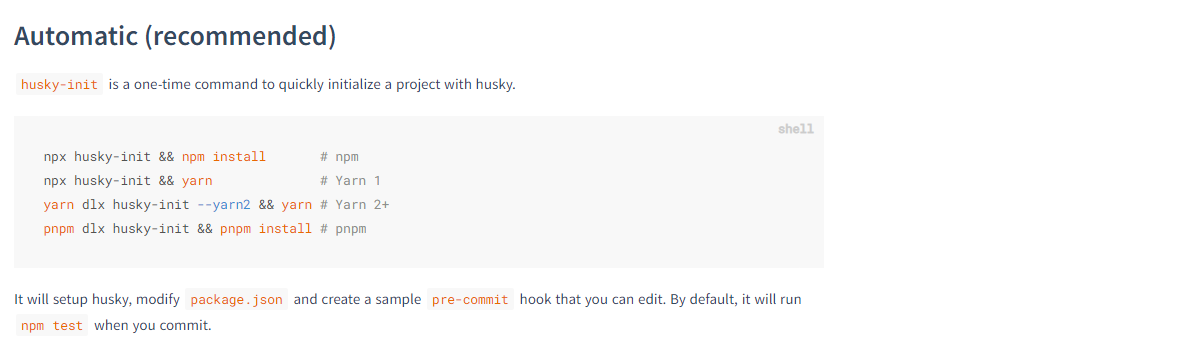 Automatic (recommended)
husky-init is a one-time command to quickly initialize a project with husky.
shell
npx husky-init && npm install       # npm
npx husky-init && yarn              # Yarn 1
yarn dlx husky-init --yarn2 && yarn # Yarn 2+
pnpm dlx husky-init && pnpm install # pnpm
It will setup husky, modify package.json and create a sample pre-commit hook that you can edit. By default, it will run
npm test when you commit.